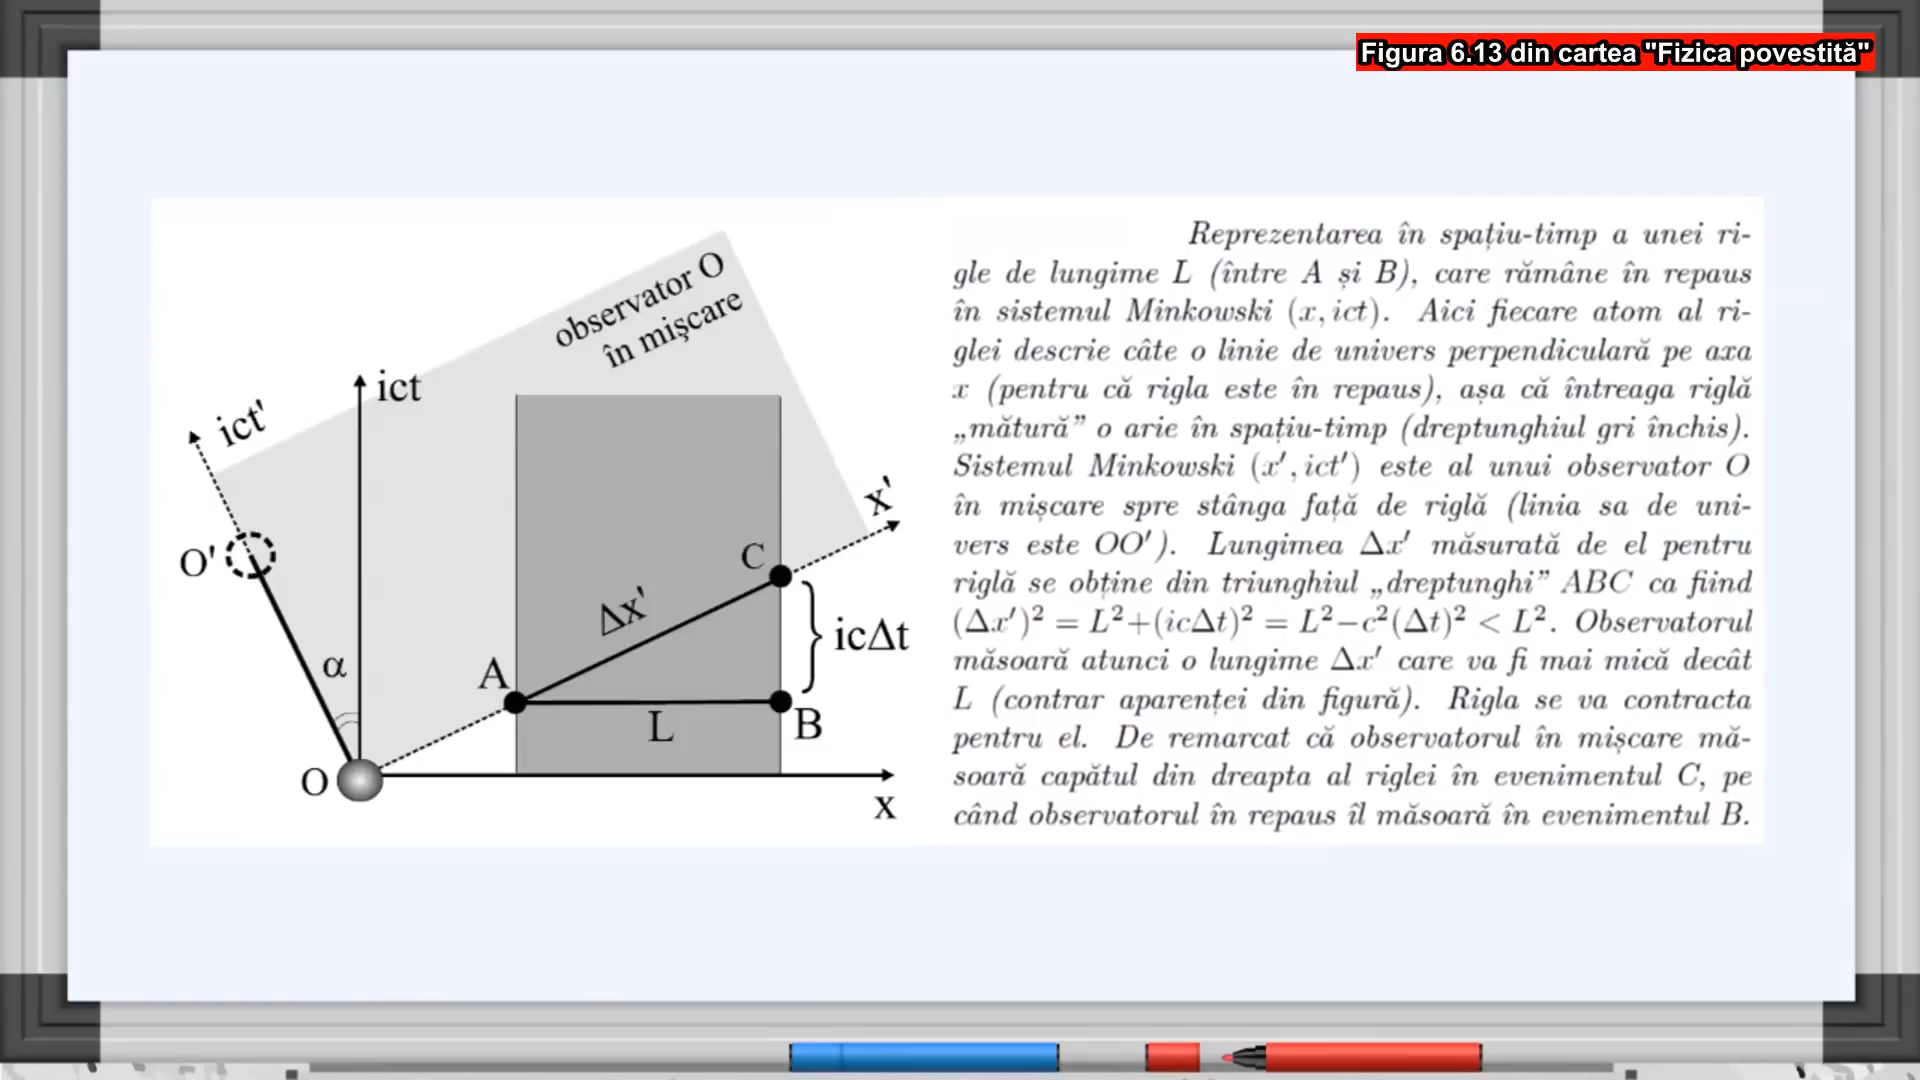 Figura 6.13 din cartea "Fizica povestită"
observator O
în mișcare
ict'
ict
x'
O'
C
Δx'
icΔt
α
A
L
B
O
x
Reprezentarea în spațiu-timp a unei ri-
gle de lungime L (între A și B), care rămâne în repaus
în sistemul Minkowski (x, ict). Aici fiecare atom al ri-
glei descrie câte o linie de univers perpendiculară pe axa
x (pentru că rigla este în repaus), așa că întreaga riglă
„mătură” o arie în spațiu-timp (dreptunghiul gri închis).
Sistemul Minkowski (x′, ict′) este al unui observator O
în mișcare spre stânga față de riglă (linia sa de uni-
vers este OO′). Lungimea Δx′ măsurată de el pentru
riglă se obține din triunghiul „dreptunghi” ABC ca fiind
(Δx′)² = L²+(icΔt)² = L²−c²(Δt)² < L². Observatorul
măsoară atunci o lungime Δx′ care va fi mai mică decât
L (contrar aparenței din figură). Rigla se va contracta
pentru el. De remarcat că observatorul în mișcare mă-
soară capătul din dreapta al riglei în evenimentul C, pe
când observatorul în repaus îl măsoară în evenimentul B.